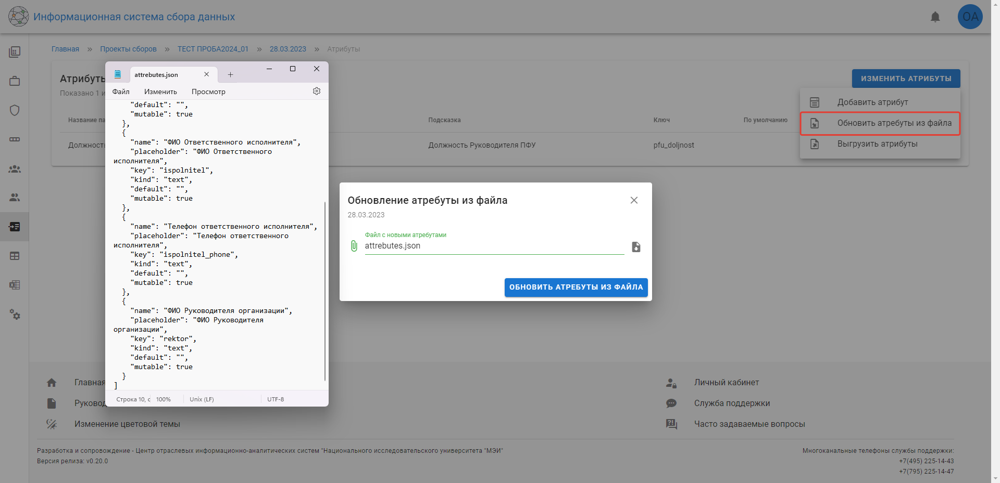 Информационная система сбора данных
OA
Главная » Проекты сборов » ТЕСТ ПРОБА2024_01 » 28.03.2023 » Атрибуты
ИЗМЕНИТЬ АТРИБУТЫ
Показано 1
Название
Подсказка
Ключ
По умолчанию
Должность Руководителя ПФУ
pfu_doljnost
Добавить атрибут
Обновить атребуты из файла
Выгрузить атрибуты
attrebutes.json
Файл
Изменить
Просмотр
"default": "",
"mutable": true
},
{
"name": "ФИО Ответственного исполнителя",
"placeholder": "ФИО Ответственного
исполнителя",
"key": "ispolnitel",
"kind": "text",
"default": "",
"mutable": true
},
{
"name": "Телефон ответственного исполнителя",
"placeholder": "Телефон ответственного
исполнителя",
"key": "ispolnitel_phone",
"kind": "text",
"default": "",
"mutable": true
},
{
"name": "ФИО Руководителя организации",
"placeholder": "ФИО Руководителя
организации",
"key": "rektor",
"kind": "text",
"default": "",
"mutable": true
}
]
Строка 10, с
100%
Unix (LF)
UTF-8
Обновление атребуты из файла
28.03.2023
Файл с новыми атребутами
attrebutes.json
ОБНОВИТЬ АТРЕБУТЫ ИЗ ФАЙЛА
Главная
Изменение цветовой темы
Личный кабинет
Служба поддержки
Часто задаваемые вопросы
Разработка и сопровождение - Центр отраслевых информационно-аналитических систем "Национального исследовательского университета "МЭИ"
Версия релиза: v0.20.0
Многоканальные телефоны службы поддержки:
+7(495) 225-14-43
+7(795) 225-14-47